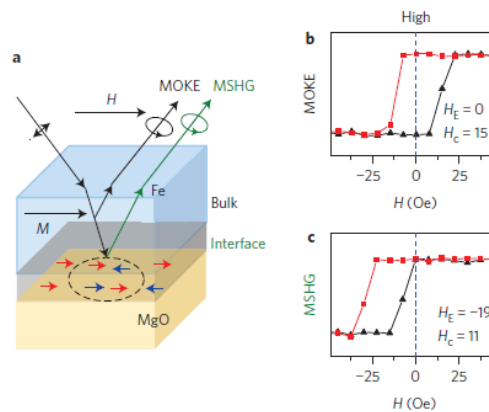 High
a
MOKE
MSHG
H
Fe
Bulk
M
Interface
MgO
b
MOKE
H_E = 0
H_c = 15
−25 0 25
H (Oe)
c
MSHG
H_E = −19
H_c = 11
−25 0 25
H (Oe)